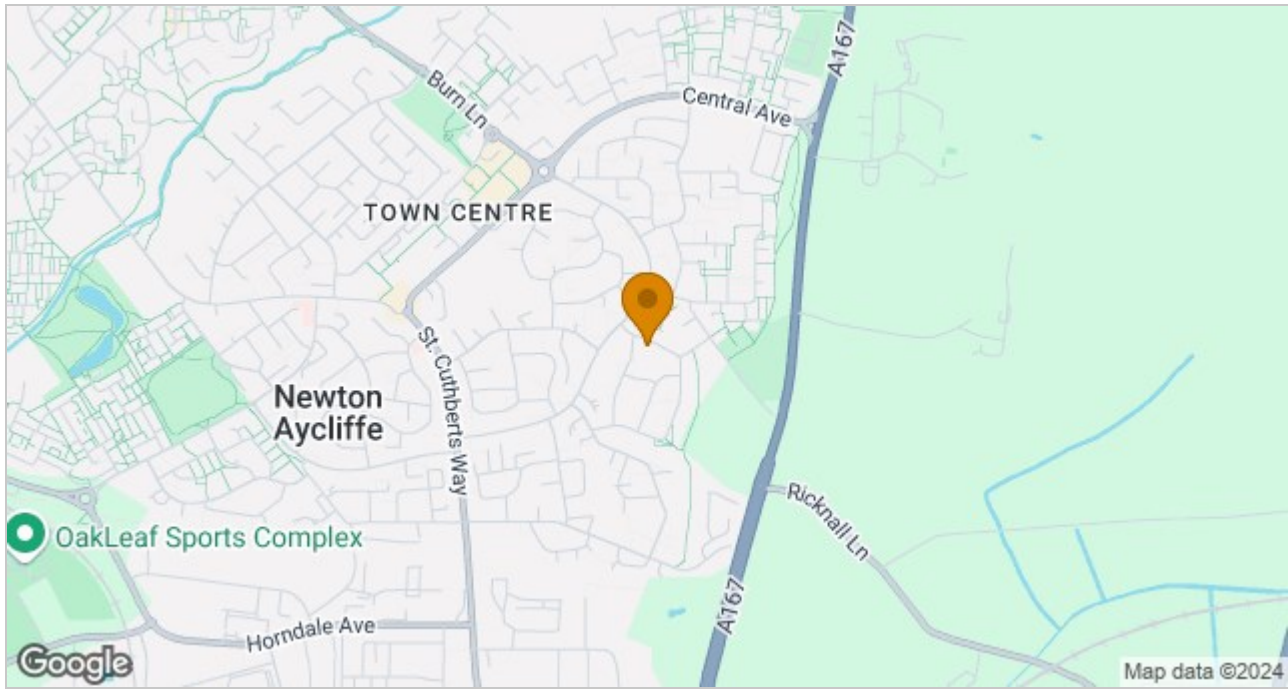 A167
Burn Ln
Central Ave
TOWN CENTRE
St. Cuthberts Way
Newton
Aycliffe
OakLeaf Sports Complex
Ricknall Ln
A167
Horndale Ave
Google
Map data ©2024